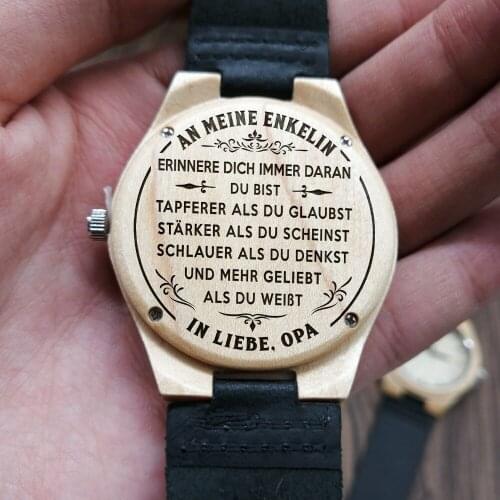 AN MEINE ENKELIN
ERINNERE DICH IMMER DARAN
DU BIST
TAPFERER ALS DU GLAUBST
STÄRKER ALS DU SCHEINST
SCHLAUER ALS DU DENKST
UND MEHR GELIEBT
ALS DU WEIßT
IN LIEBE, OPA